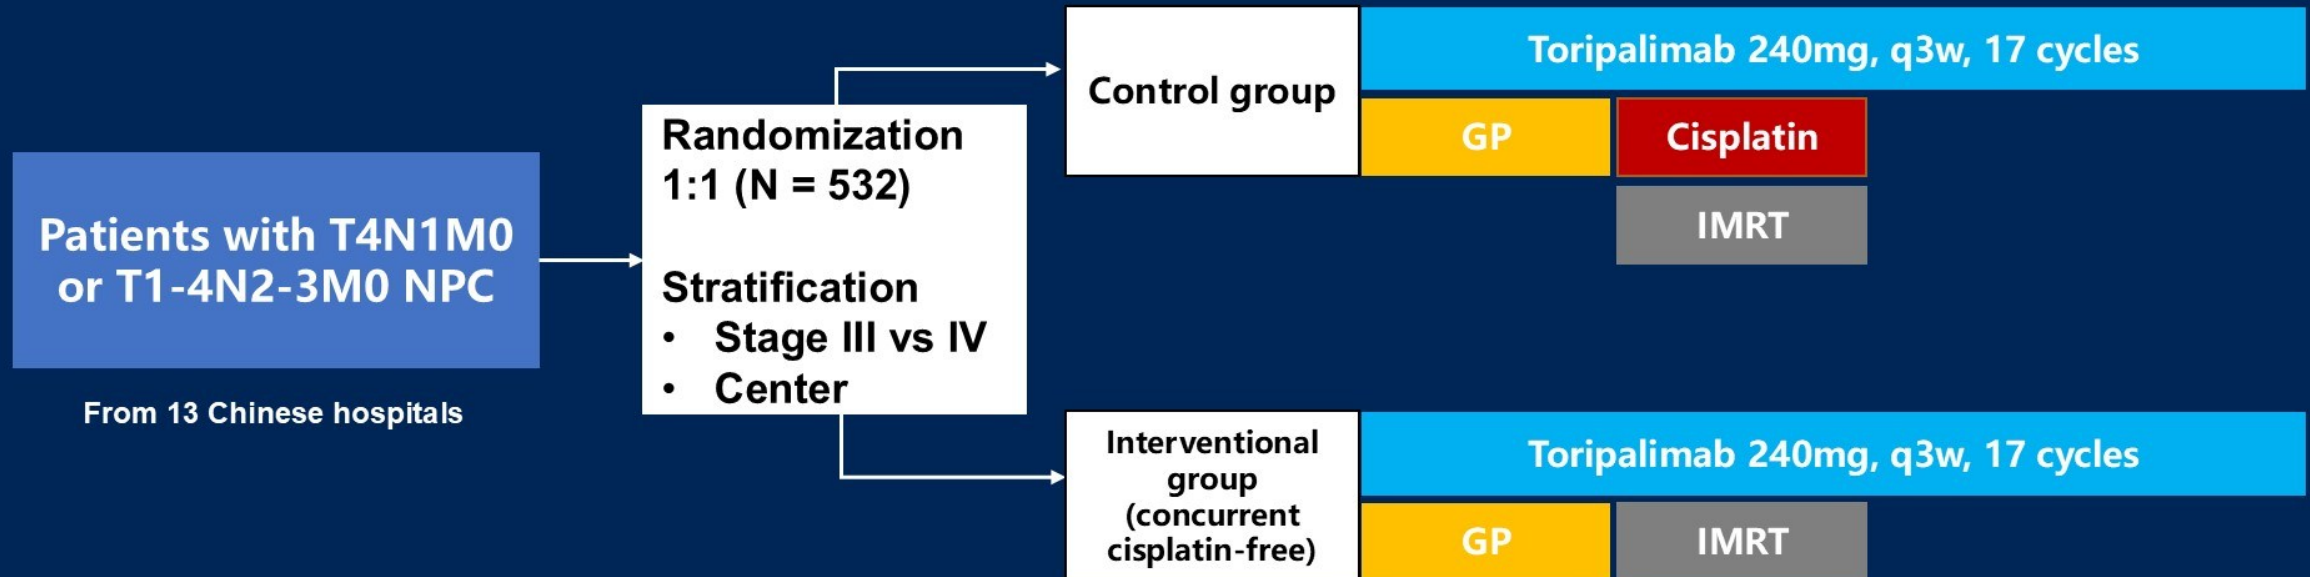 Patients with T4N1M0
or T1-4N2-3M0 NPC
From 13 Chinese hospitals
Randomization
1:1 (N = 532)
Stratification
• Stage III vs IV
• Center
Control group
Toripalimab 240mg, q3w, 17 cycles
GP
Cisplatin
IMRT
Interventional
group
(concurrent
cisplatin-free)
Toripalimab 240mg, q3w, 17 cycles
GP
IMRT